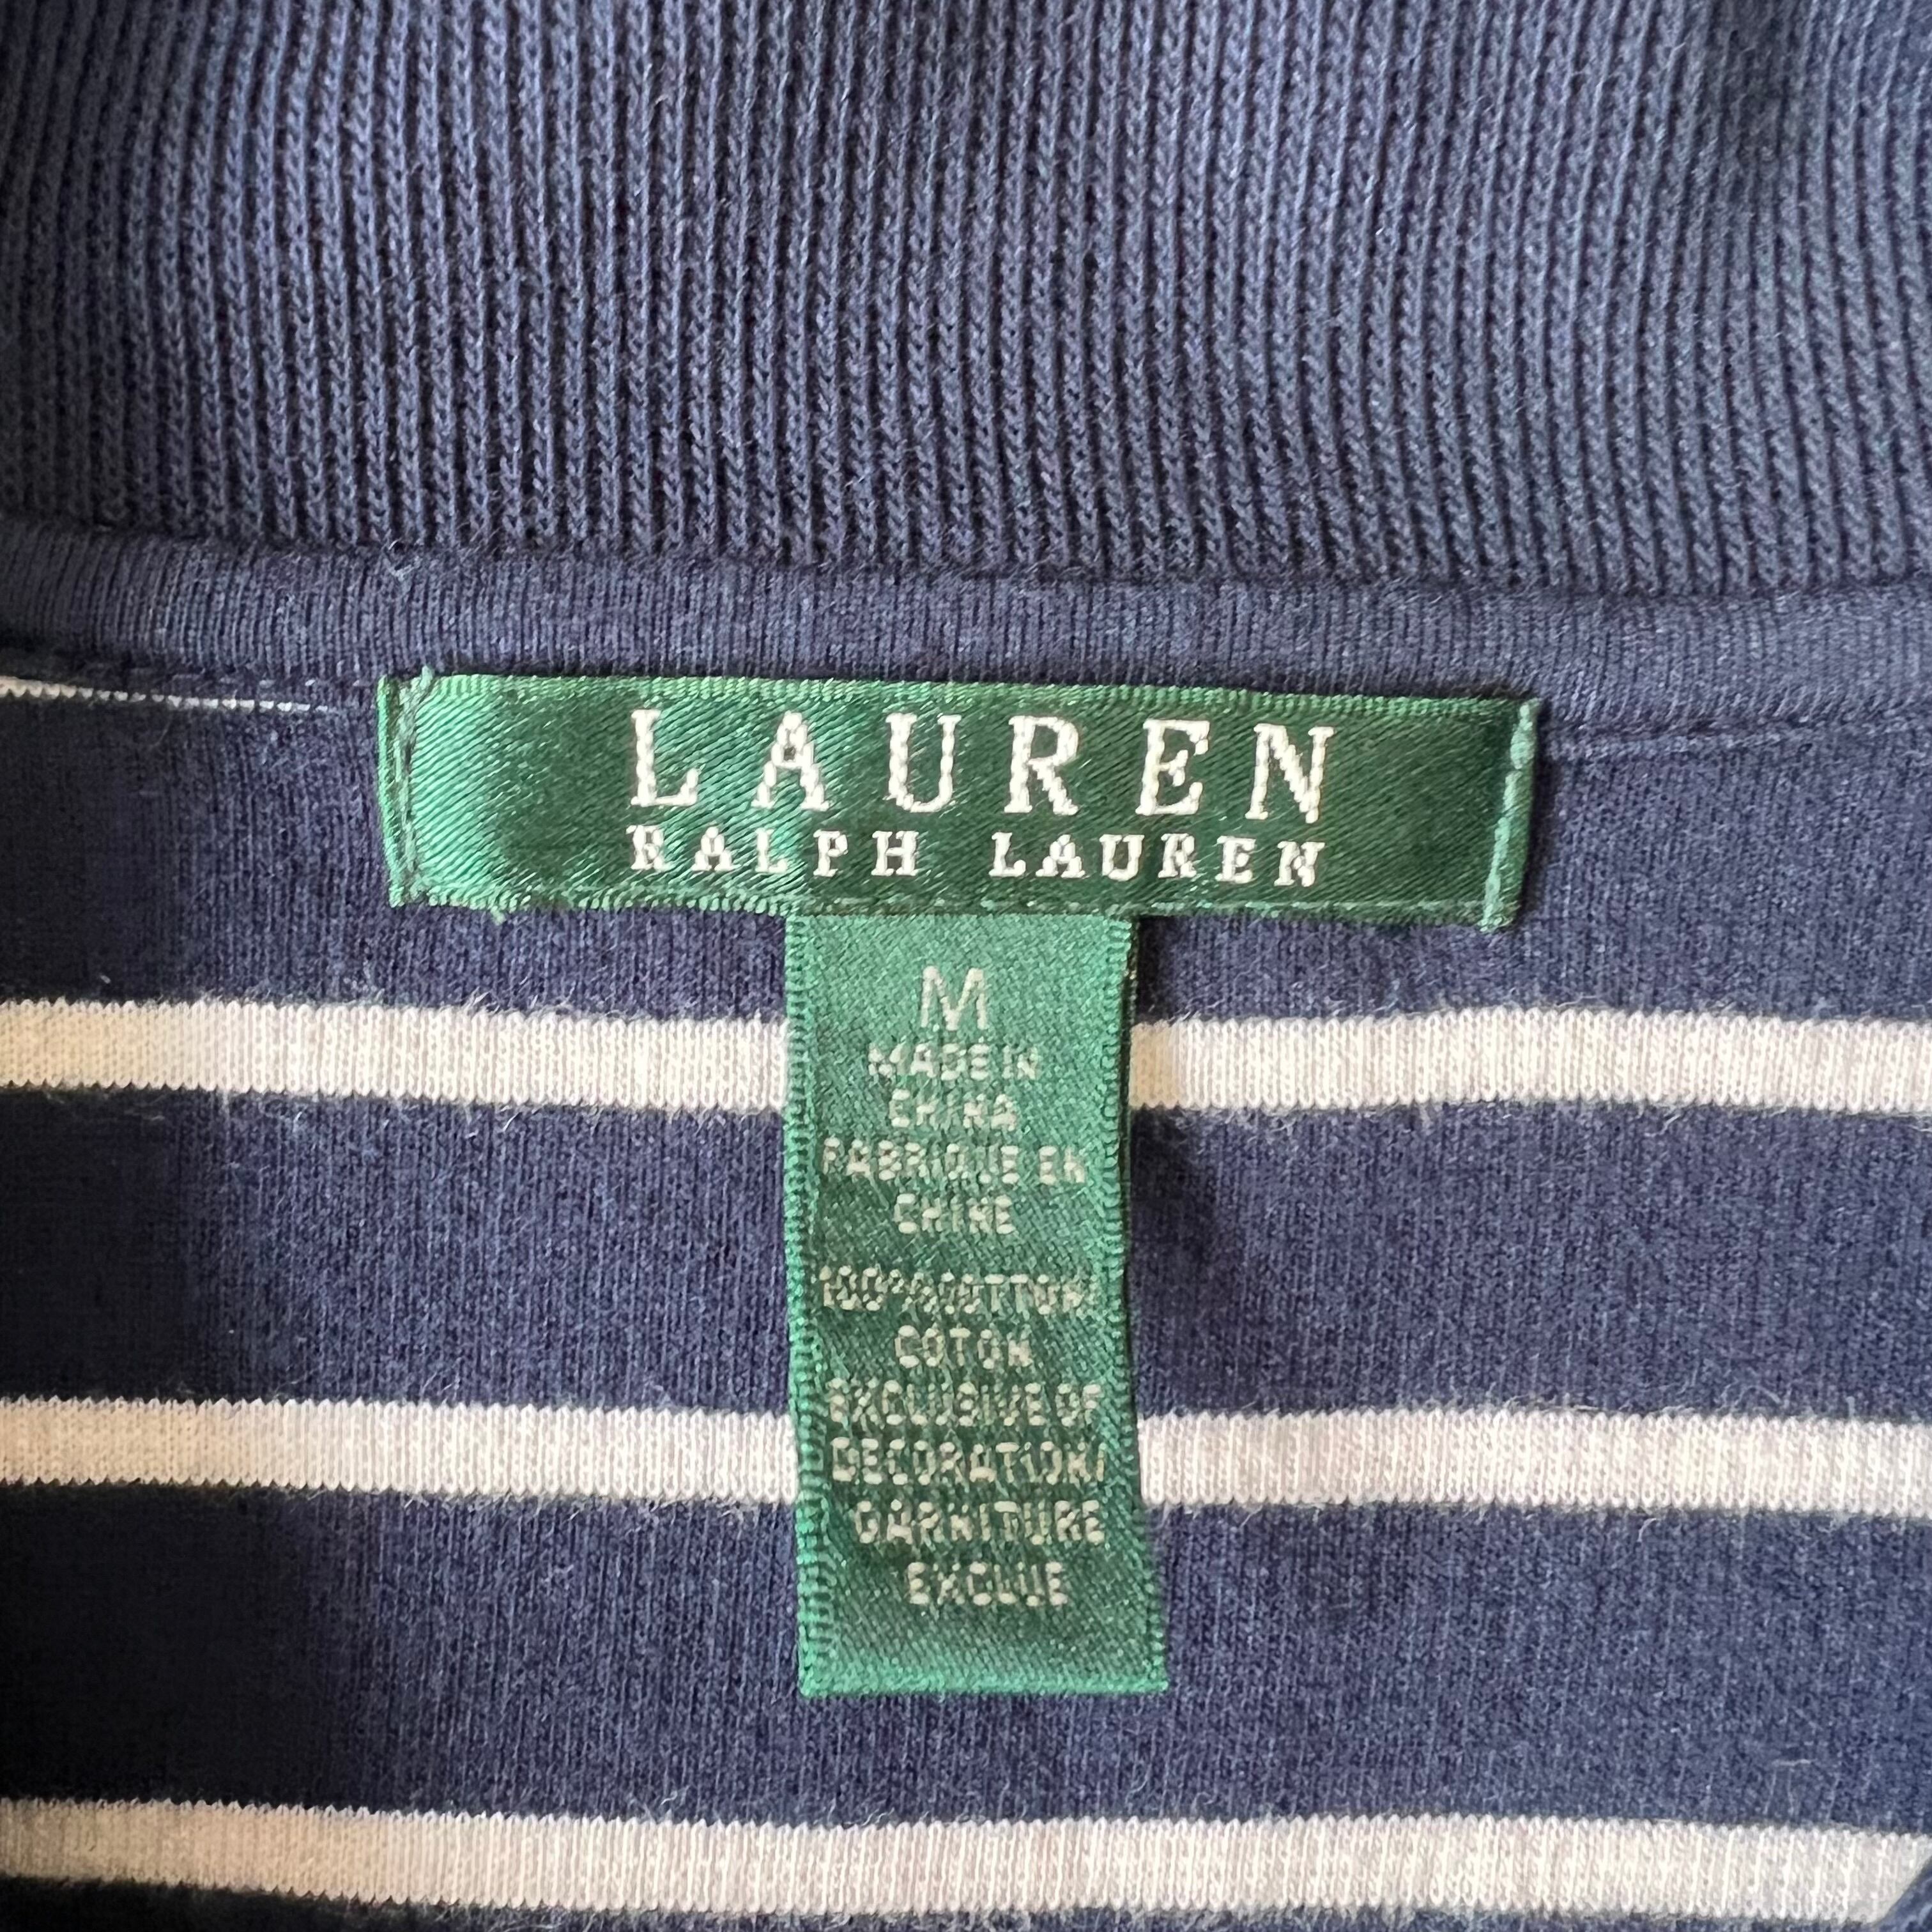 LAUREN
RALPH LAUREN
M
MADE IN
CHINA
FABRIQUE EN
CHINE
100% COTTON/
COTON
EXCLUSIVE OF
DECORATION/
GARNITURE
EXCLUE